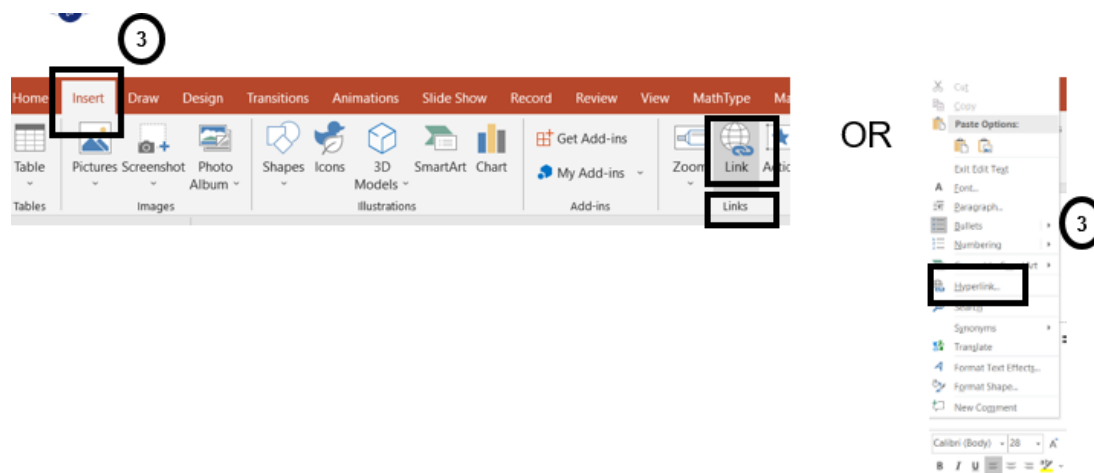 3
Home Insert Draw Design Transitions Animations Slide Show Record Review View MathType
Table Pictures Screenshot Photo Album Shapes Icons 3D Models SmartArt Chart Get Add-ins My Add-ins Zoom Link
Tables Images Illustrations Add-ins Links
OR
Cut
Copy
Paste Options:
Exit Edit Text
A Font...
Paragraph...
Bullets
Numbering
3
Hyperlink...
Search
Synonyms
Translate
Format Text Effects...
Format Shape...
New Comment
Calibri (Body) 28 A
B I U